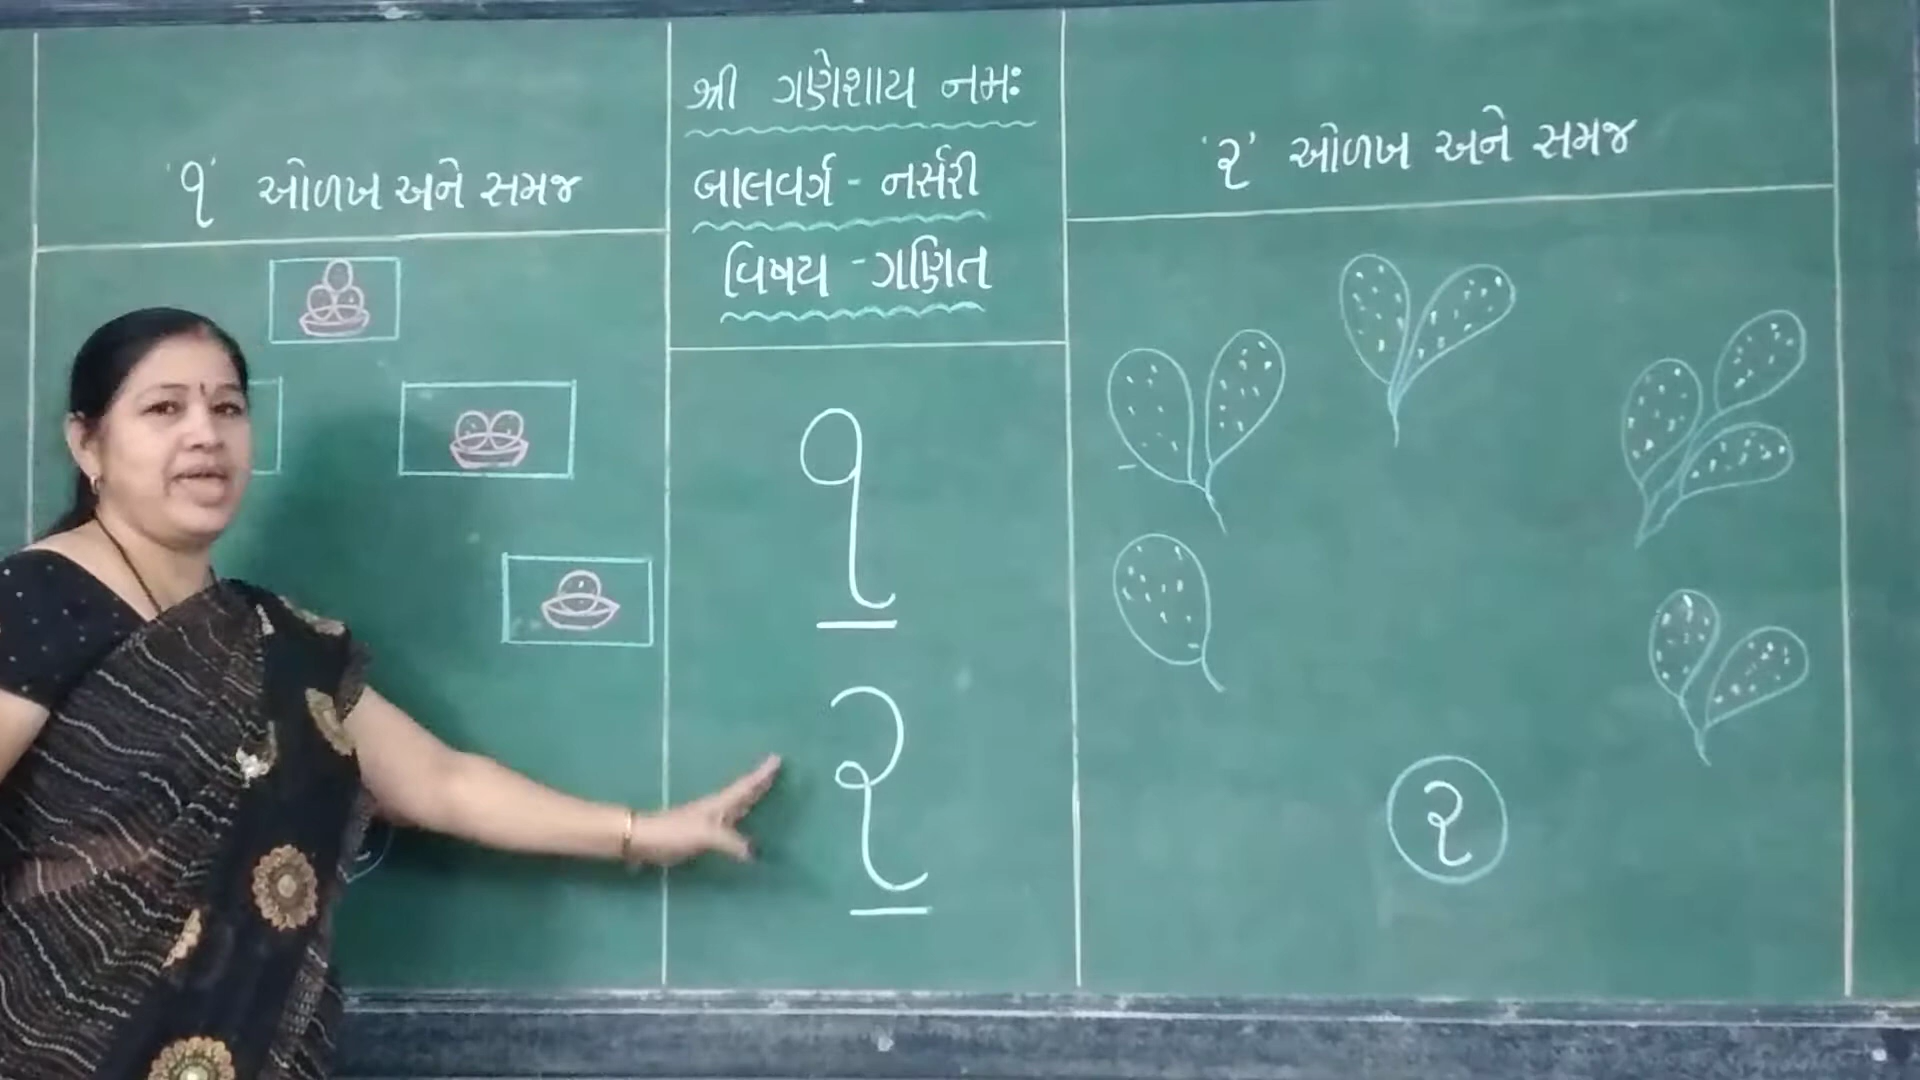 '૧' ઓળખ અને સમજ
શ્રી ગણેશાય નમઃ
બાલવર્ગ - નર્સરી
વિષય - ગણિત
૧
૨
'૨' ઓળખ અને સમજ
૨